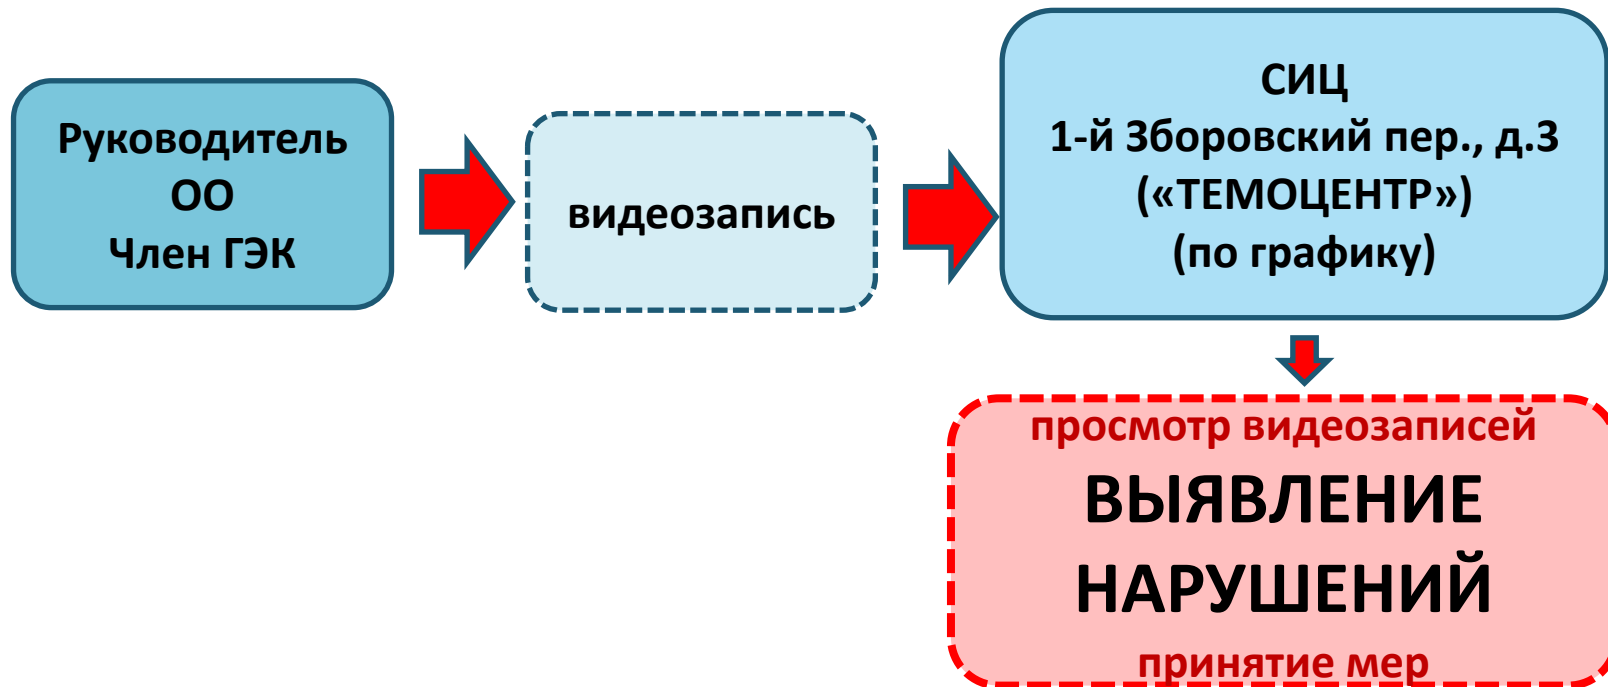 Руководитель
ОО
Член ГЭК
видеозапись
СИЦ
1-й Зборовский пер., д.3
(«ТЕМОЦЕНТР»)
(по графику)
просмотр видеозаписей
ВЫЯВЛЕНИЕ
НАРУШЕНИЙ
принятие мер